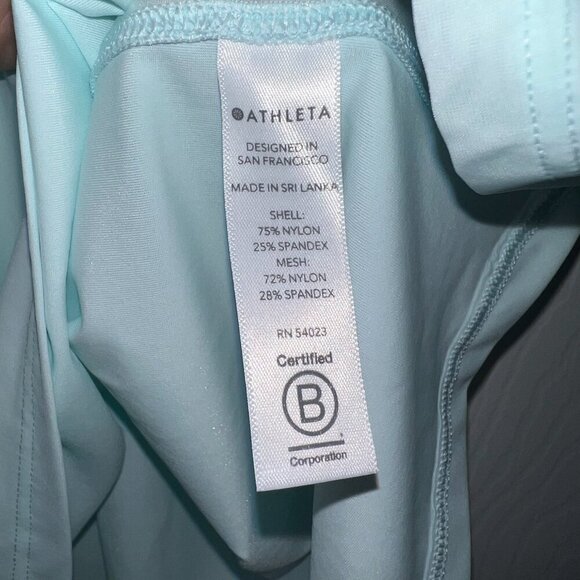 ATHLETA
DESIGNED IN
SAN FRANCISCO
MADE IN SRI LANKA
SHELL:
75% NYLON
25% SPANDEX
MESH:
72% NYLON
28% SPANDEX
RN 54023
Certified
B
Corporation